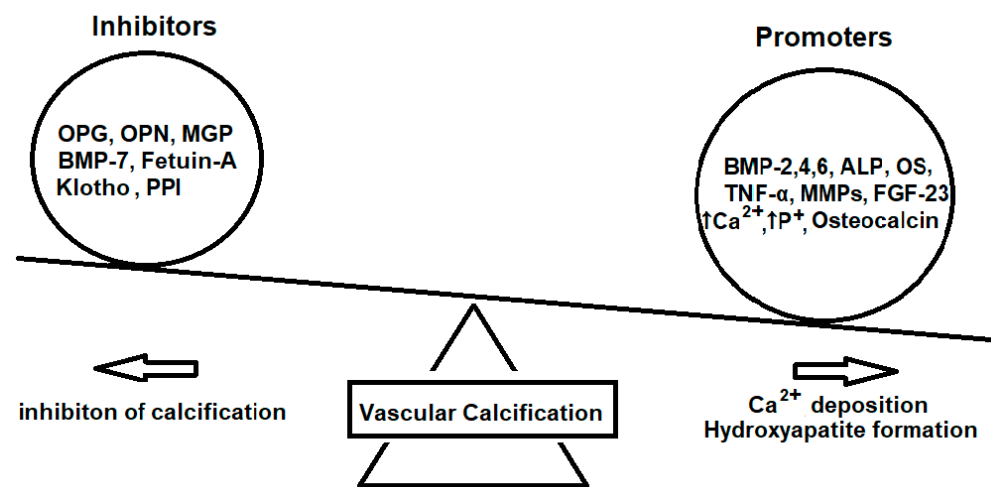 Inhibitors
OPG, OPN, MGP
BMP-7, Fetuin-A
Klotho , PPI
Promoters
BMP-2,4,6, ALP, OS,
TNF-α, MMPs, FGF-23
↑Ca²⁺,↑P⁺, Osteocalcin
inhibiton of calcification
Vascular Calcification
Ca²⁺ deposition
Hydroxyapatite formation